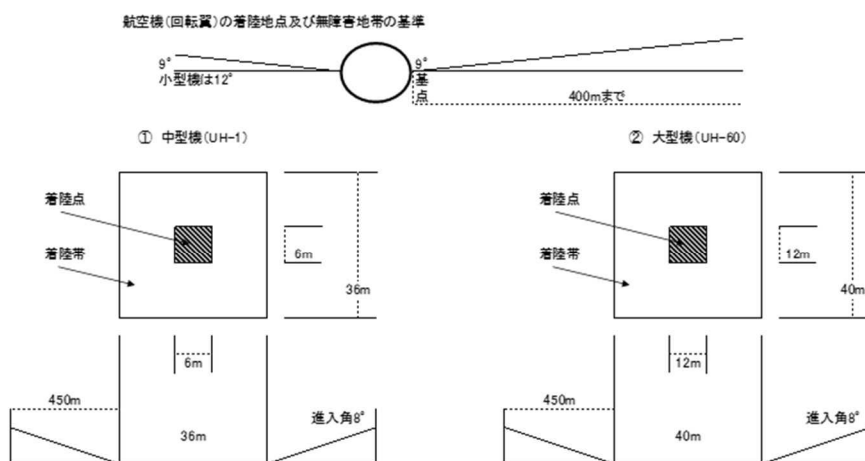 航空機(回転翼)の着陸地点及び無障害地帯の基準
9°
小型機は12°
9°
基
点
400mまで
① 中型機(UH-1)
② 大型機(UH-60)
着陸点
着陸帯
6m
36m
着陸点
着陸帯
12m
40m
6m
450m
36m
進入角8°
12m
450m
40m
進入角8°